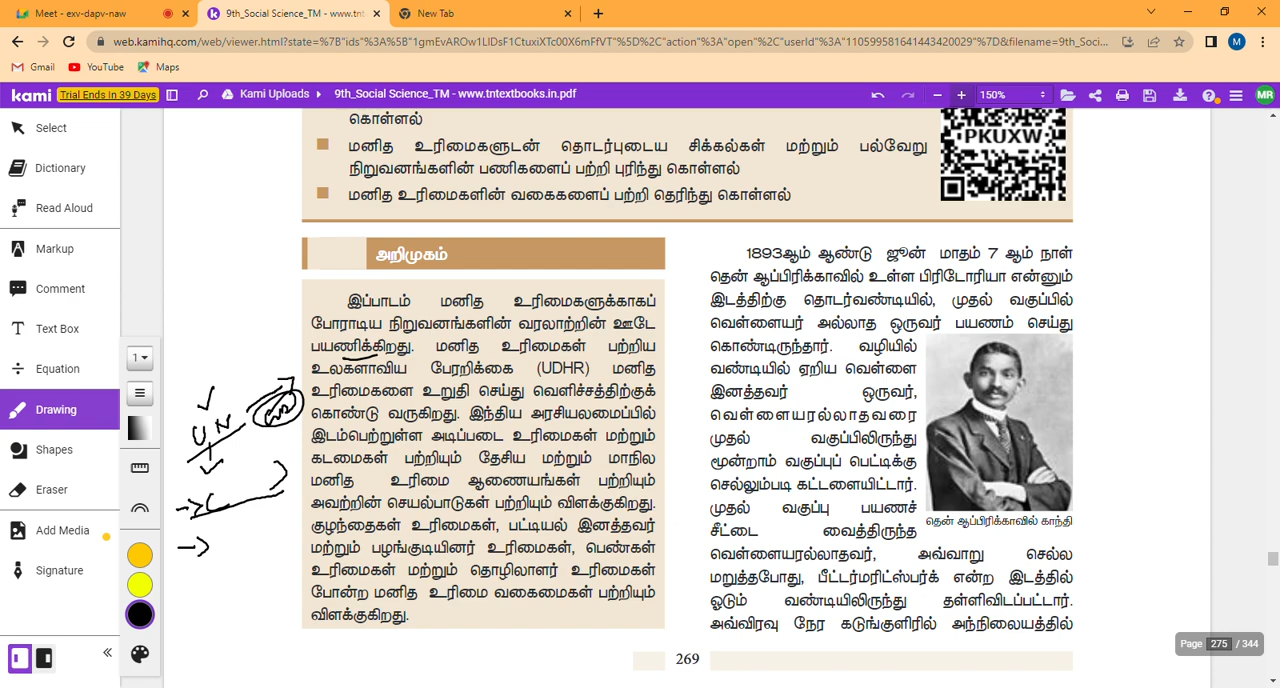 Meet - exv-dapv-naw
9th_Social Science_TM - www.tnt
New Tab
web.kamihq.com/web/viewer.html?state=%7B"ids"%3A%5B"1gmEvAROw1LIDsF1CtuxiXTc00X6mFfVT"%5D%2C"action"%3A"open"%2C"userId"%3A"110599581641443420029"%7D&filename=9th_Soci...
Gmail YouTube Maps
kami Trial Ends In 39 Days Kami Uploads 9th_Social Science_TM - www.tntextbooks.in.pdf 150% MR
Select
Dictionary
Read Aloud
Markup
Comment
Text Box
Equation
Drawing
Shapes
Eraser
Add Media
Signature
1
கொள்ளல்
மனித உரிமைகளுடன் தொடர்புடைய சிக்கல்கள் மற்றும் பல்வேறு
நிறுவனங்களின் பணிகளைப் பற்றி புரிந்து கொள்ளல்
மனித உரிமைகளின் வகைகளைப் பற்றி தெரிந்து கொள்ளல்
PKUXW
அறிமுகம்
இப்பாடம் மனித உரிமைகளுக்காகப்
போராடிய நிறுவனங்களின் வரலாற்றின் ஊடே
பயணிக்கிறது. மனித உரிமைகள் பற்றிய
உலகளாவிய பேரறிக்கை (UDHR) மனித
உரிமைகளை உறுதி செய்து வெளிச்சத்திற்குக்
கொண்டு வருகிறது. இந்திய அரசியலமைப்பில்
இடம்பெற்றுள்ள அடிப்படை உரிமைகள் மற்றும்
கடமைகள் பற்றியும் தேசிய மற்றும் மாநில
மனித உரிமை ஆணையங்கள் பற்றியும்
அவற்றின் செயல்பாடுகள் பற்றியும் விளக்குகிறது.
குழந்தைகள் உரிமைகள், பட்டியல் இனத்தவர்
மற்றும் பழங்குடியினர் உரிமைகள், பெண்கள்
உரிமைகள் மற்றும் தொழிலாளர் உரிமைகள்
போன்ற மனித உரிமை வகைமைகள் பற்றியும்
விளக்குகிறது.
UN
1893ஆம் ஆண்டு ஜூன் மாதம் 7 ஆம் நாள்
தென் ஆப்பிரிக்காவில் உள்ள பிரிடோரியா என்னும்
இடத்திற்கு தொடர்வண்டியில், முதல் வகுப்பில்
வெள்ளையர் அல்லாத ஒருவர் பயணம் செய்து
கொண்டிருந்தார். வழியில்
வண்டியில் ஏறிய வெள்ளை
இனத்தவர் ஒருவர்,
வெள்ளையரல்லாதவரை
முதல் வகுப்பிலிருந்து
மூன்றாம் வகுப்புப் பெட்டிக்கு
செல்லும்படி கட்டளையிட்டார்.
முதல் வகுப்பு பயணச்
சீட்டை வைத்திருந்த
வெள்ளையரல்லாதவர், அவ்வாறு செல்ல
மறுத்தபோது, பீட்டர்மரிட்ஸ்பர்க் என்ற இடத்தில்
ஓடும் வண்டியிலிருந்து தள்ளிவிடப்பட்டார்.
அவ்விரவு நேர கடுங்குளிரில் அந்நிலையத்தில்
தென் ஆப்பிரிக்காவில் காந்தி
269
Page 275 / 344